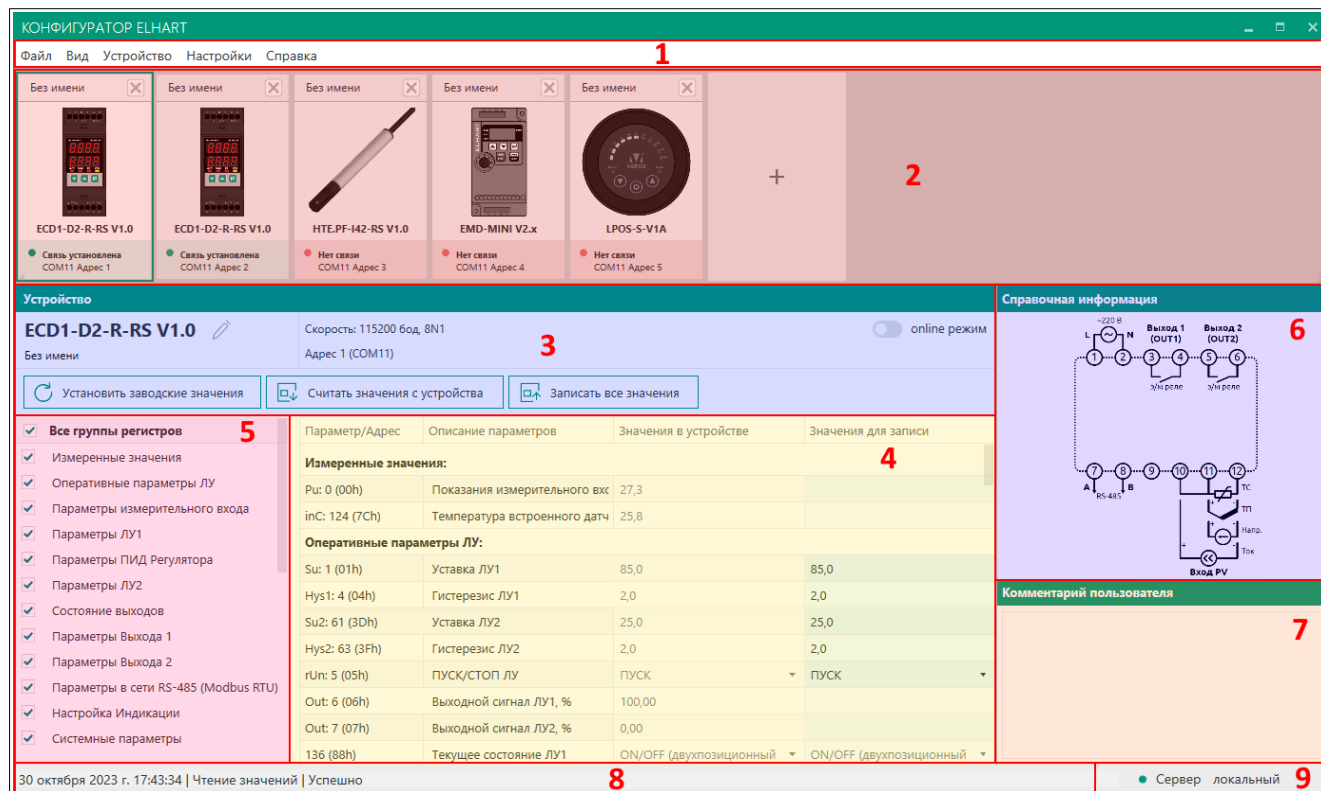 КОНФИГУРАТОР ELHART
Файл Вид Устройство Настройки Справка
1
Без имени
Без имени
Без имени
Без имени
Без имени
+
2
ECD1-D2-R-RS V1.0
ECD1-D2-R-RS V1.0
HTE.PF-I42-RS V1.0
EMD-MINI V2.x
LPOS-S-V1A
Связь установлена
COM11 Адрес 1
Связь установлена
COM11 Адрес 2
Нет связи
COM11 Адрес 3
Нет связи
COM11 Адрес 4
Нет связи
COM11 Адрес 5
Устройство
ECD1-D2-R-RS V1.0
Без имени
Скорость: 115200 бод, 8N1
Адрес 1 (COM11)
3
online режим
Установить заводские значения
Считать значения с устройства
Записать все значения
Все группы регистров
5
Измеренные значения
Оперативные параметры ЛУ
Параметры измерительного входа
Параметры ЛУ1
Параметры ПИД Регулятора
Параметры ЛУ2
Состояние выходов
Параметры Выхода 1
Параметры Выхода 2
Параметры в сети RS-485 (Modbus RTU)
Настройка Индикации
Системные параметры
Параметр/Адрес Описание параметров Значения в устройстве Значения для записи
4
Измеренные значения:
Pu: 0 (00h) Показания измерительного вхс 27,3
inC: 124 (7Ch) Температура встроенного датч 25,8
Оперативные параметры ЛУ:
Su: 1 (01h) Уставка ЛУ1 85,0 85,0
Hys1: 4 (04h) Гистерезис ЛУ1 2,0 2,0
Su2: 61 (3Dh) Уставка ЛУ2 25,0 25,0
Hys2: 63 (3Fh) Гистерезис ЛУ2 2,0 2,0
rUn: 5 (05h) ПУСК/СТОП ЛУ ПУСК ПУСК
Out: 6 (06h) Выходной сигнал ЛУ1, % 100,00
Out: 7 (07h) Выходной сигнал ЛУ2, % 0,00
136 (88h) Текущее состояние ЛУ1 ON/OFF (двухпозиционный ON/OFF (двухпозиционный
Справочная информация
6
~220 В
L N
Выход 1
(OUT1)
Выход 2
(OUT2)
1 2 3 4 5 6
э/м реле э/м реле
7 8 9 10 11 12
A B
RS-485
ТС
ТП
Напр.
Ток
Вход PV
Комментарий пользователя
7
30 октября 2023 г. 17:43:34 | Чтение значений | Успешно
8
Сервер локальный
9